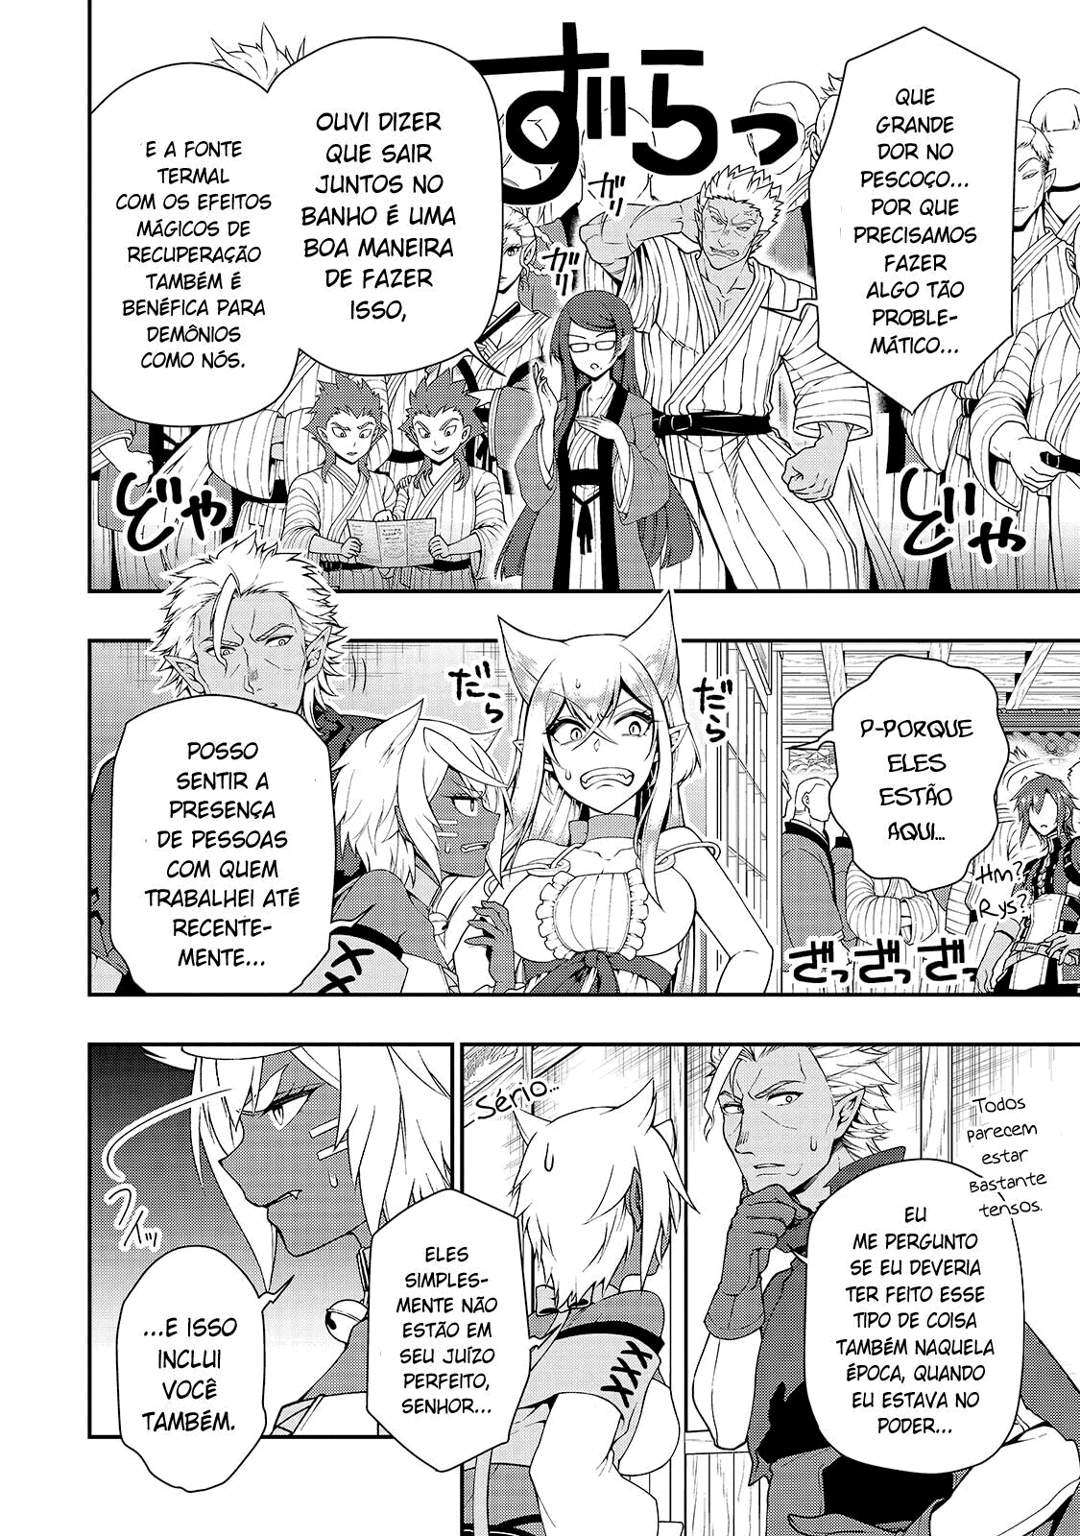 ずらっ
QUE
GRANDE
DOR NO
PESCOÇO...
POR QUE
PRECISAMOS
FAZER
ALGO TÃO
PROBLE-
MÁTICO...
ガリ
ガリ
OUVI DIZER
QUE SAIR
JUNTOS NO
BANHO É UMA
BOA MANEIRA
DE FAZER
ISSO,
E A FONTE
TERMAL
COM OS EFEITOS
MÁGICOS DE
RECUPERAÇÃO
TAMBÉM É
BENÉFICA PARA
DEMÔNIOS
COMO NÓS.
どや
どや
P-PORQUE
ELES
ESTÃO
AQUI...
Hm?
Rys?
ざっざっざっ
だら
だら
POSSO
SENTIR A
PRESENÇA
DE PESSOAS
COM QUEM
TRABALHEI ATÉ
RECENTE-
MENTE...
Todos
parecem
estar
Bastante
tensos.
EU
ME PERGUNTO
SE EU DEVERIA
TER FEITO ESSE
TIPO DE COISA
TAMBÉM NAQUELA
ÉPOCA, QUANDO
EU ESTAVA NO
PODER...
Sério...
ELES
SIMPLES-
MENTE NÃO
ESTÃO EM
SEU JUÍZO
PERFEITO,
SENHOR...
...E ISSO
INCLUI
VOCÊ
TAMBÉM.